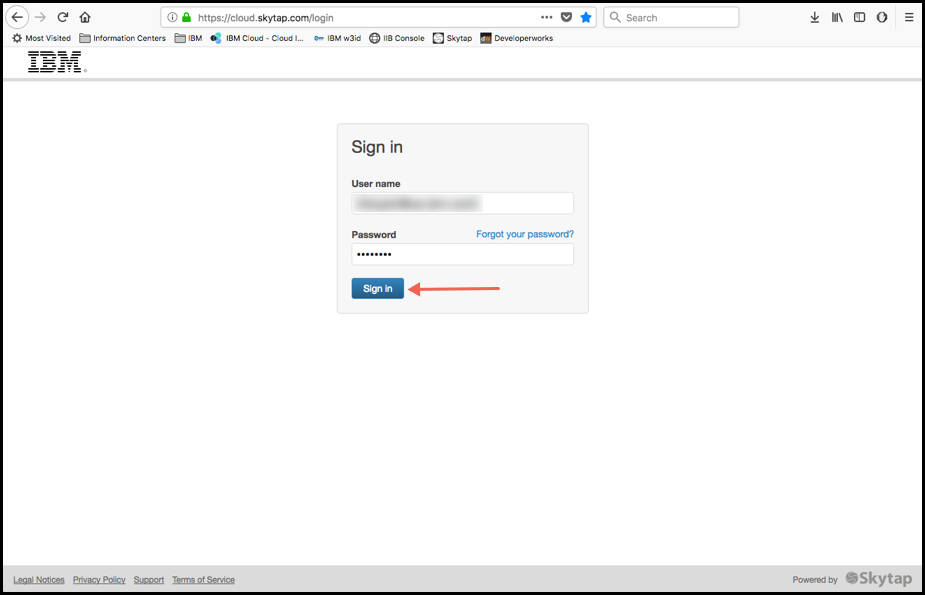 https://cloud.skytap.com/login
Search
Most Visited Information Centers IBM IBM Cloud - Cloud I... IBM w3id IIB Console Skytap Developerworks
IBM.
Sign in
User name
Password Forgot your password?
••••••••
Sign in
Legal Notices Privacy Policy Support Terms of Service Powered by Skytap